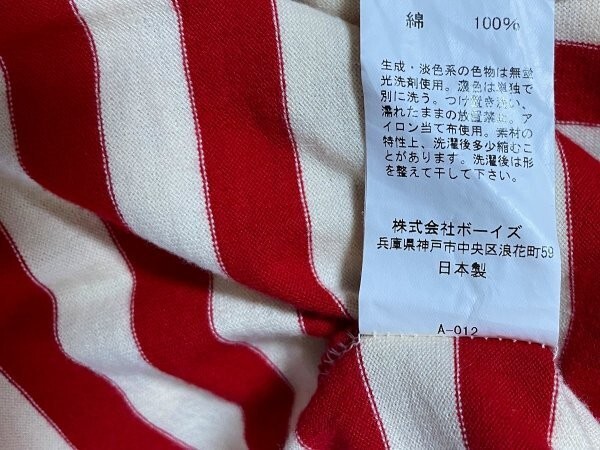 綿 100%
生成・淡色系の色物は無蛍
光洗剤使用。濃色は単独で
別に洗う。つけ置き洗い、
濡れたままの放置禁止。ア
イロン当て布使用。素材の
特性上、洗濯後多少縮むこ
とがあります。洗濯後は形
を整えて干して下さい。
株式会社ボーイズ
兵庫県神戸市中央区浪花町59
日本製
A-012